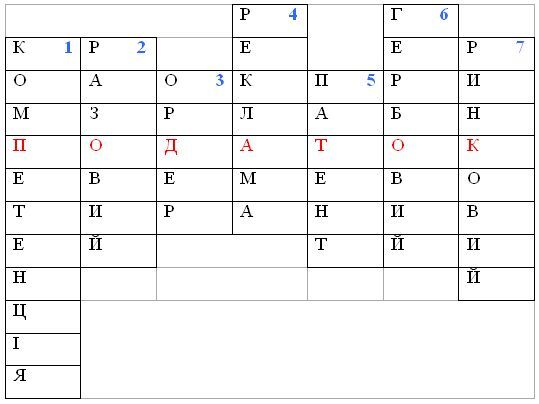 Р 4 Г 6
К 1 Р 2 Е Е Р 7
О А О 3 К П 5 Р И
М З Р Л А Б Н
П О Д А Т О К
Е В Е М Е В О
Т И Р А Н И В
Е Й Т Й И
Н Й
Ц
І
Я